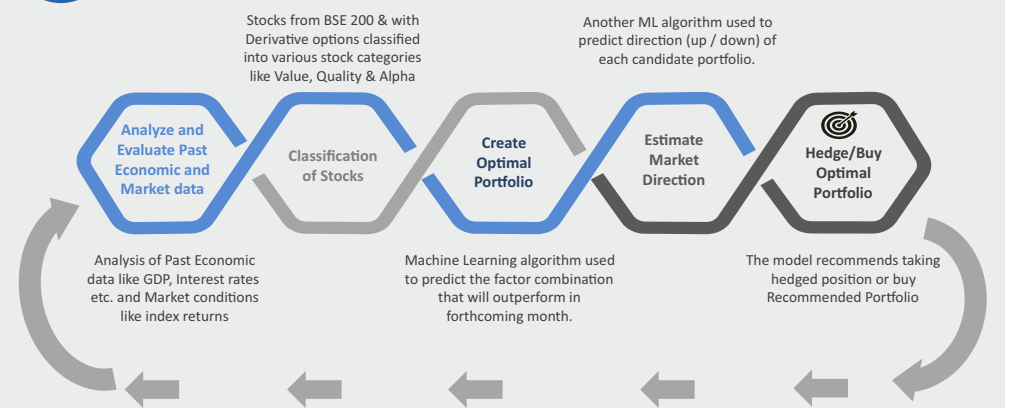 Stocks from BSE 200 & with
Derivative options classified
into various stock categories
like Value, Quality & Alpha
Another ML algorithm used to
predict direction (up / down) of
each candidate portfolio.
Analyze and
Evaluate Past
Economic and
Market data
Classification
of Stocks
Create
Optimal
Portfolio
Estimate
Market
Direction
Hedge/Buy
Optimal
Portfolio
Analysis of Past Economic
data like GDP, Interest rates
etc. and Market conditions
like index returns
Machine Learning algorithm used
to predict the factor combination
that will outperform in
forthcoming month.
The model recommends taking
hedged position or buy
Recommended Portfolio